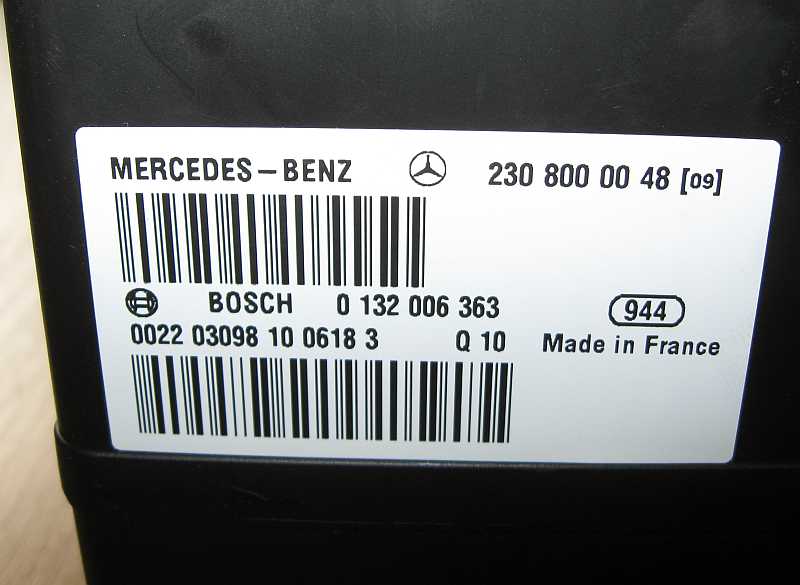 MERCEDES-BENZ 230 800 00 48 [09]
BOSCH 0 132 006 363 944
0022 03098 10 0618 3 Q 10 Made in France